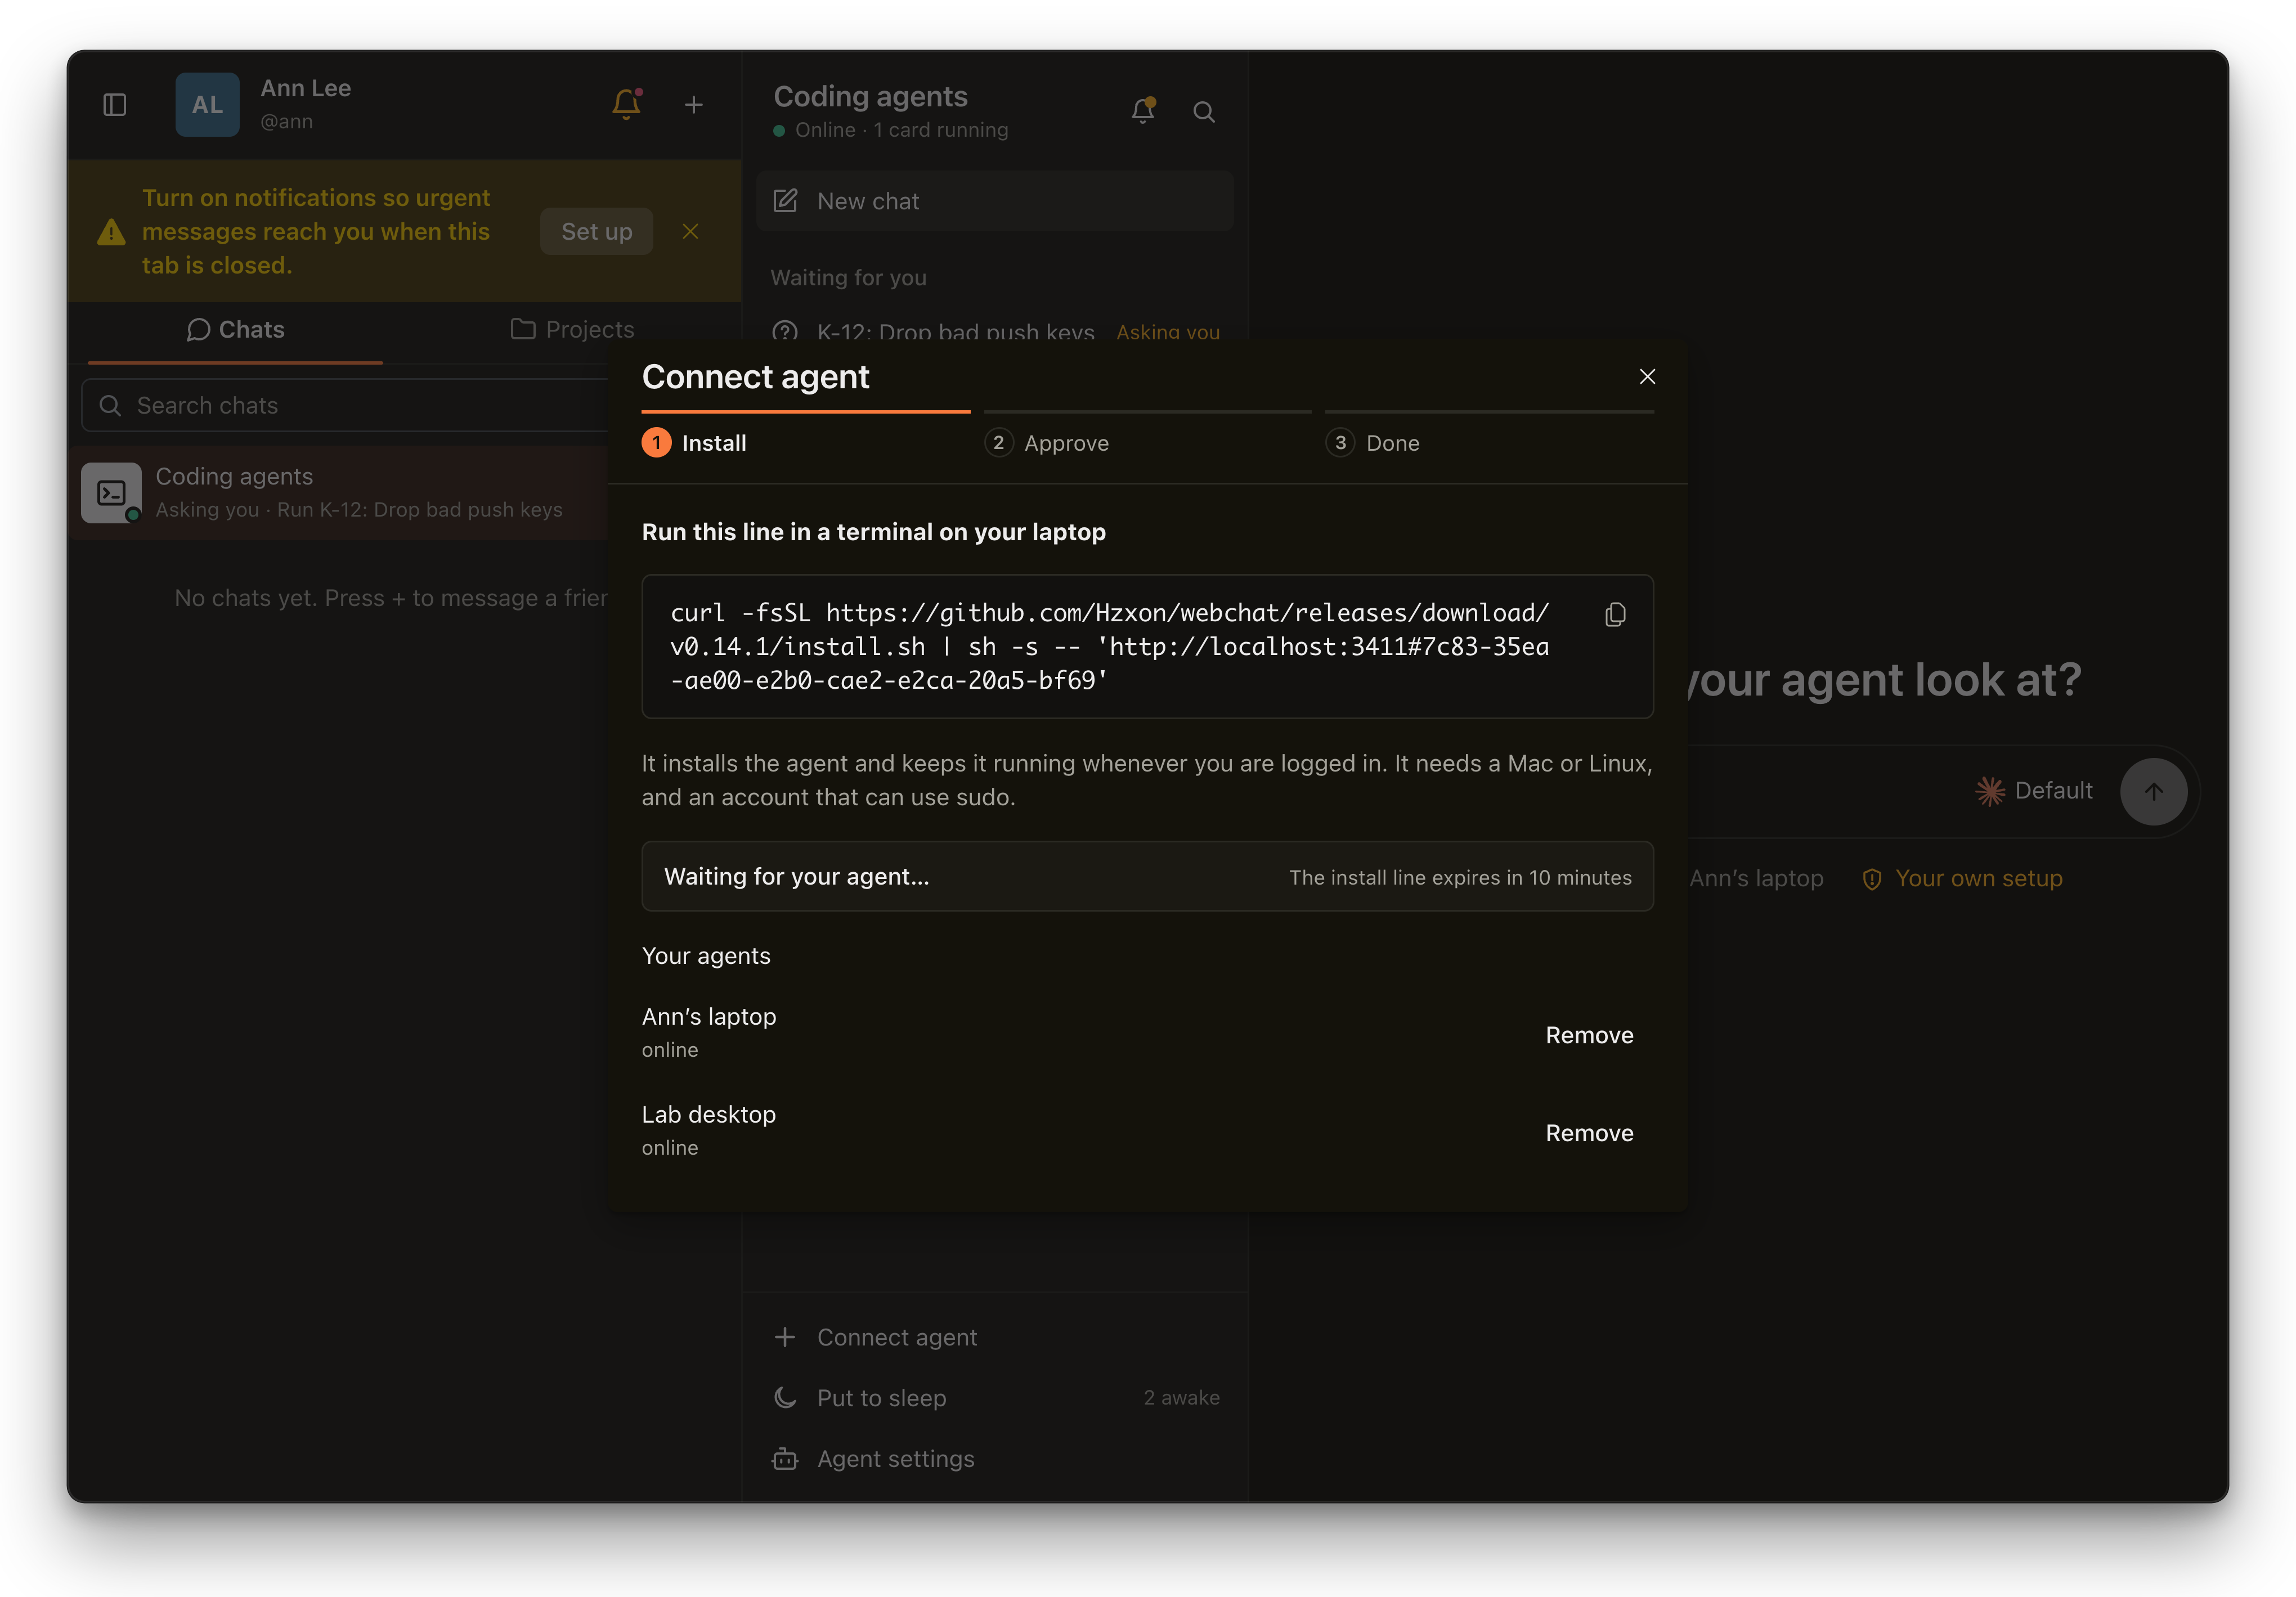 AL
Ann Lee
@ann
Turn on notifications so urgent
messages reach you when this
tab is closed.
Set up
Chats
Projects
Search chats
Coding agents
Asking you · Run K-12: Drop bad push keys
No chats yet. Press + to message a frien
Coding agents
Online · 1 card running
New chat
Waiting for you
K-12: Drop bad push keys
Asking you
Connect agent
1 Install
2 Approve
3 Done
Run this line in a terminal on your laptop
curl -fsSL https://github.com/Hzxon/webchat/releases/download/
v0.14.1/install.sh | sh -s -- 'http://localhost:3411#7c83-35ea
-ae00-e2b0-cae2-e2ca-20a5-bf69'
It installs the agent and keeps it running whenever you are logged in. It needs a Mac or Linux,
and an account that can use sudo.
Waiting for your agent...
The install line expires in 10 minutes
Your agents
Ann’s laptop
online
Remove
Lab desktop
online
Remove
your agent look at?
Default
Ann’s laptop
Your own setup
Connect agent
Put to sleep
2 awake
Agent settings